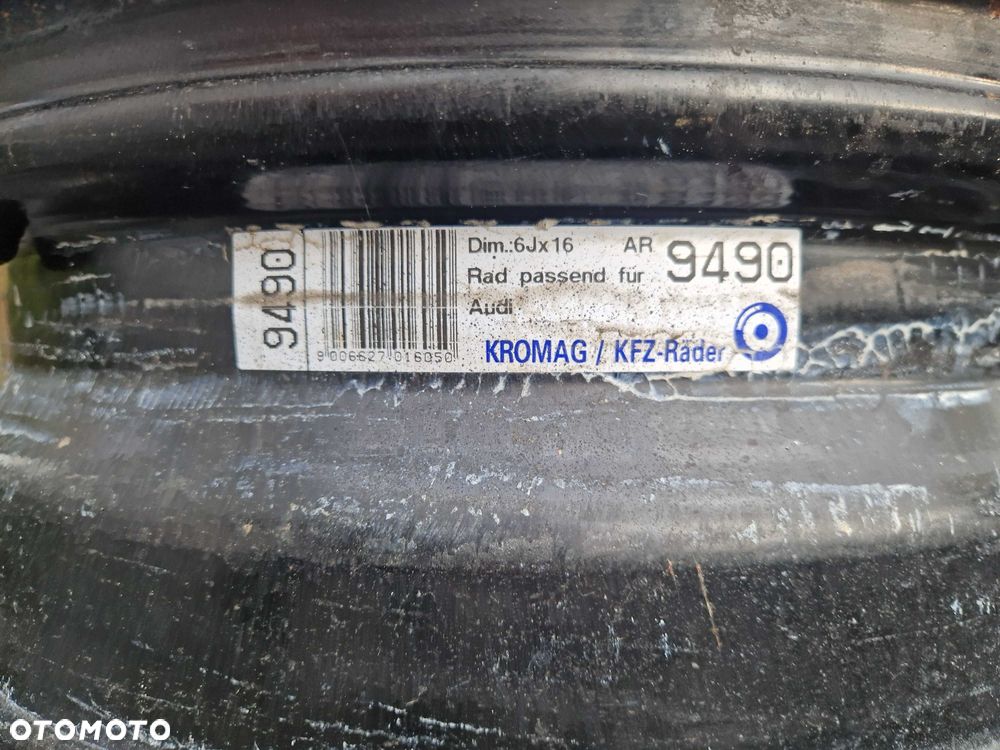 9490
9006627016050
Dim.:6Jx16 AR 9490
Rad passend für
Audi
KROMAG / KFZ-Räder
OTOMOTO